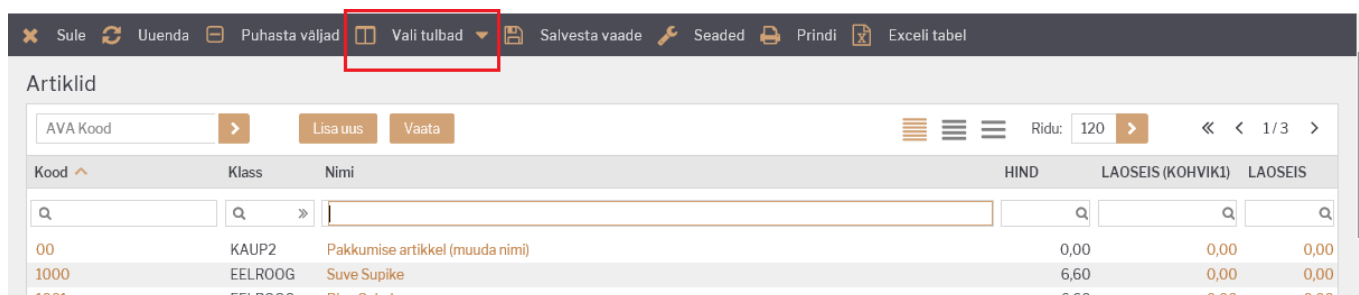 Sule Uuenda Puhasta väljad Vali tulbad Salvesta vaade Seaded Prindi Exceli tabel
Artiklid
AVA Kood Lisa uus Vaata Ridu: 120 1/3
Kood Klass Nimi HIND LAOSEIS (KOHVIK1) LAOSEIS
00 KAUP2 Pakkumise artikkel (muuda nimi) 0,00 0,00 0,00
1000 EELROOG Suve Supike 6,60 0,00 0,00